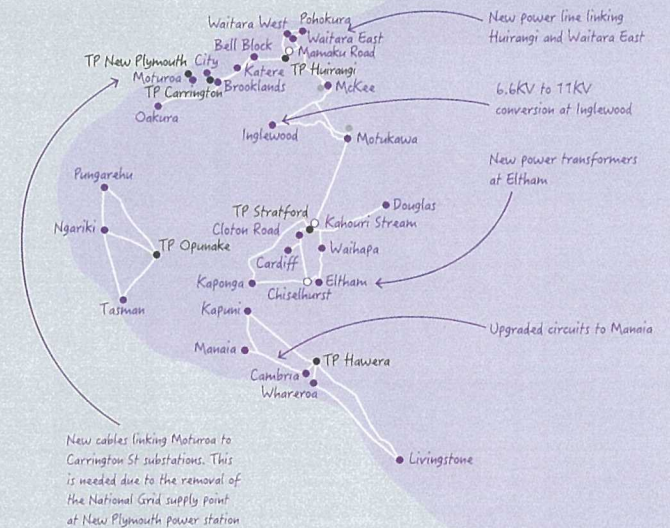 Waitara West
Pohokura
Waitara East
Bell Block
Mamaku Road
TP New Plymouth
City
TP Huirangi
Moturoa
Katere
McKee
TP Carrington
Brooklands
Oakura
Inglewood
Motukawa
Pungarehu
Ngariki
TP Opunake
Tasman
TP Stratford
Douglas
Kahouri Stream
Cloton Road
Cardiff
Waihapa
Kaponga
Eltham
Chiselhurst
Kapuni
Manaia
TP Hawera
Cambria
Whareroa
Livingstone
New power line linking
Huirangi and Waitara East
6.6KV to 11KV
conversion at Inglewood
New power transformers
at Eltham
Upgraded circuits to Manaia
New cables linking Moturoa to
Carrington St substations. This
is needed due to the removal of
the National Grid supply point
at New Plymouth power station